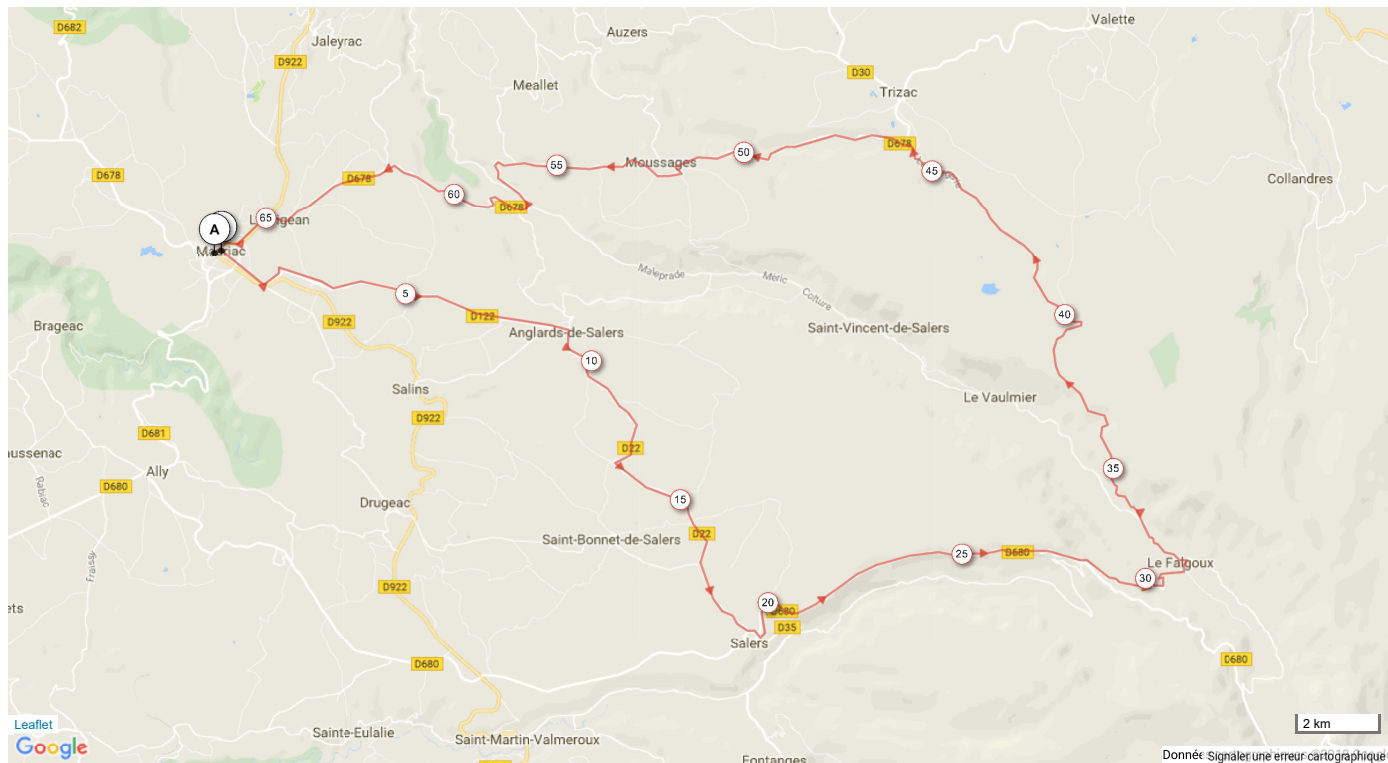 D682
Jaleyrac
Auzers
Valette
D922
D30
Meallet
Trizac
D678
50
D678
55
Moussages
45
D678
60
Collandres
65
D678
A
Maleprade
Meric
Colture
5
D122
40
D922
Brageac
Anglards-de-Salers
Saint-Vincent-de-Salers
10
Salins
Le Vaulmier
D922
D681
D22
Ally
35
D680
Rabiac
15
Drugeac
D22
Saint-Bonnet-de-Salers
25
D680
Fraissy
Le Falgoux
30
D922
20
D680
D35
Salers
D680
D680
Leaflet
2 km
Sainte-Eulalie
Saint-Martin-Valmeroux
Google
Signaler une erreur cartographique